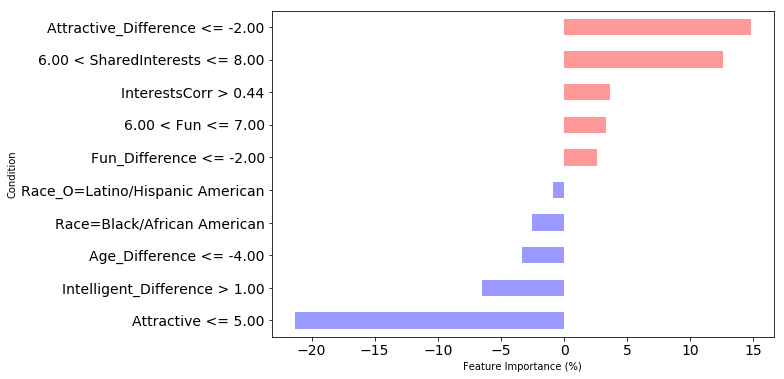 Attractive_Difference <= -2.00
6.00 < SharedInterests <= 8.00
InterestsCorr > 0.44
6.00 < Fun <= 7.00
Fun_Difference <= -2.00
Race_O=Latino/Hispanic American
Race=Black/African American
Age_Difference <= -4.00
Intelligent_Difference > 1.00
Attractive <= 5.00
Condition
−20 −15 −10 −5 0 5 10 15
Feature Importance (%)